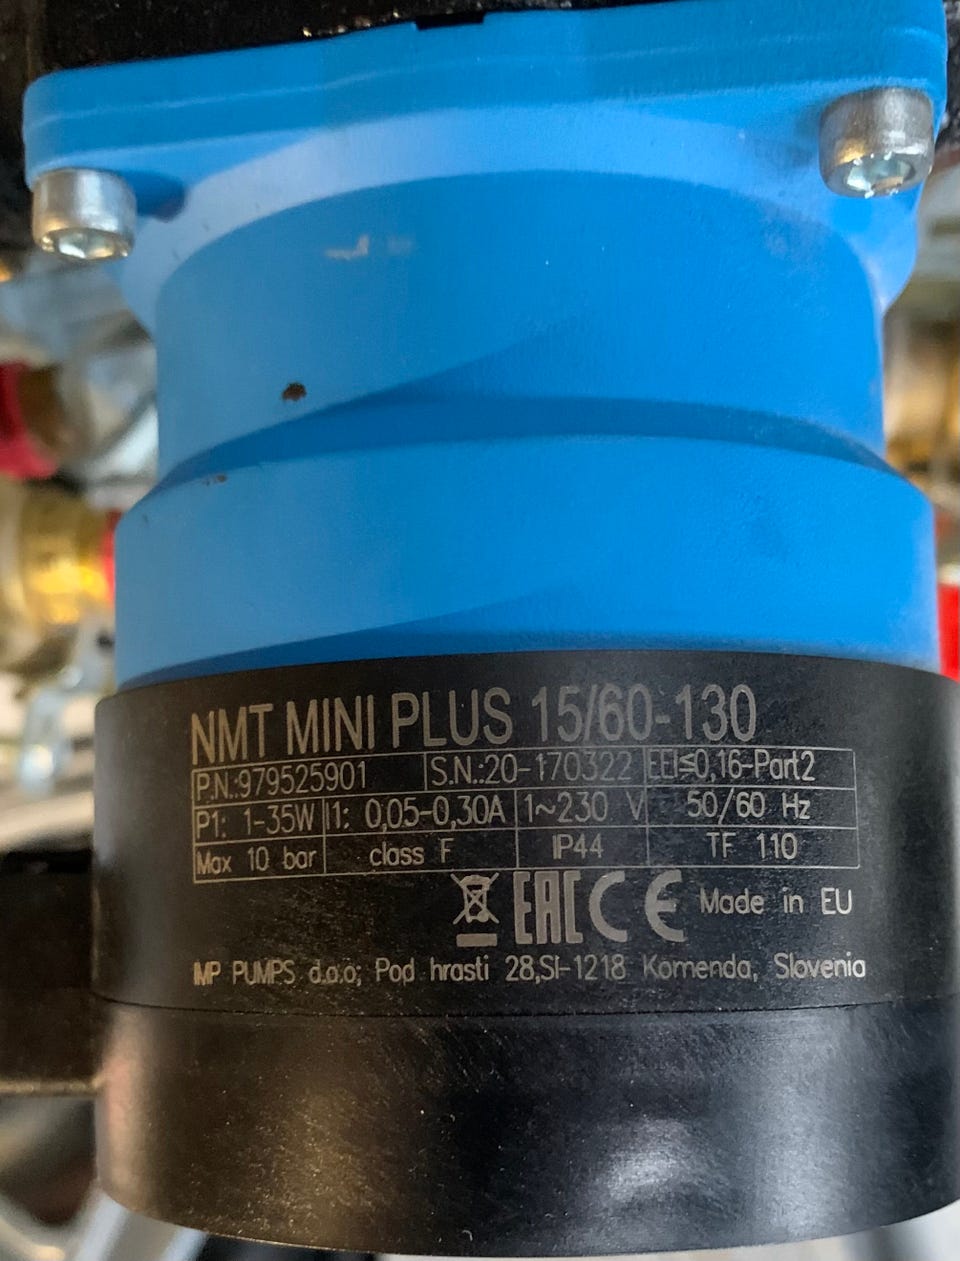 NMT MINI PLUS 15/60-130
P.N.:979525901 S.N.:20-170322 EEI≤0,16-Part2
P1: 1-35W I1: 0,05-0,30A 1~230 V 50/60 Hz
Max 10 bar class F IP44 TF 110
EAC CE Made in EU
IMP PUMPS d.o.o; Pod hrasti 28,SI-1218 Komenda, Slovenia